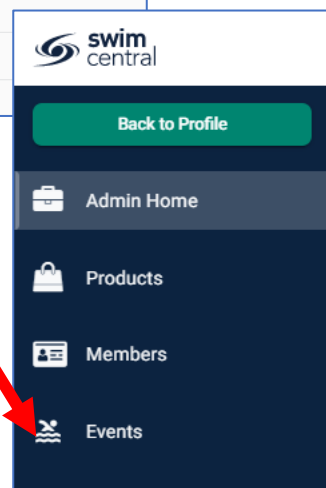 swim
central
Back to Profile
Admin Home
Products
Members
Events